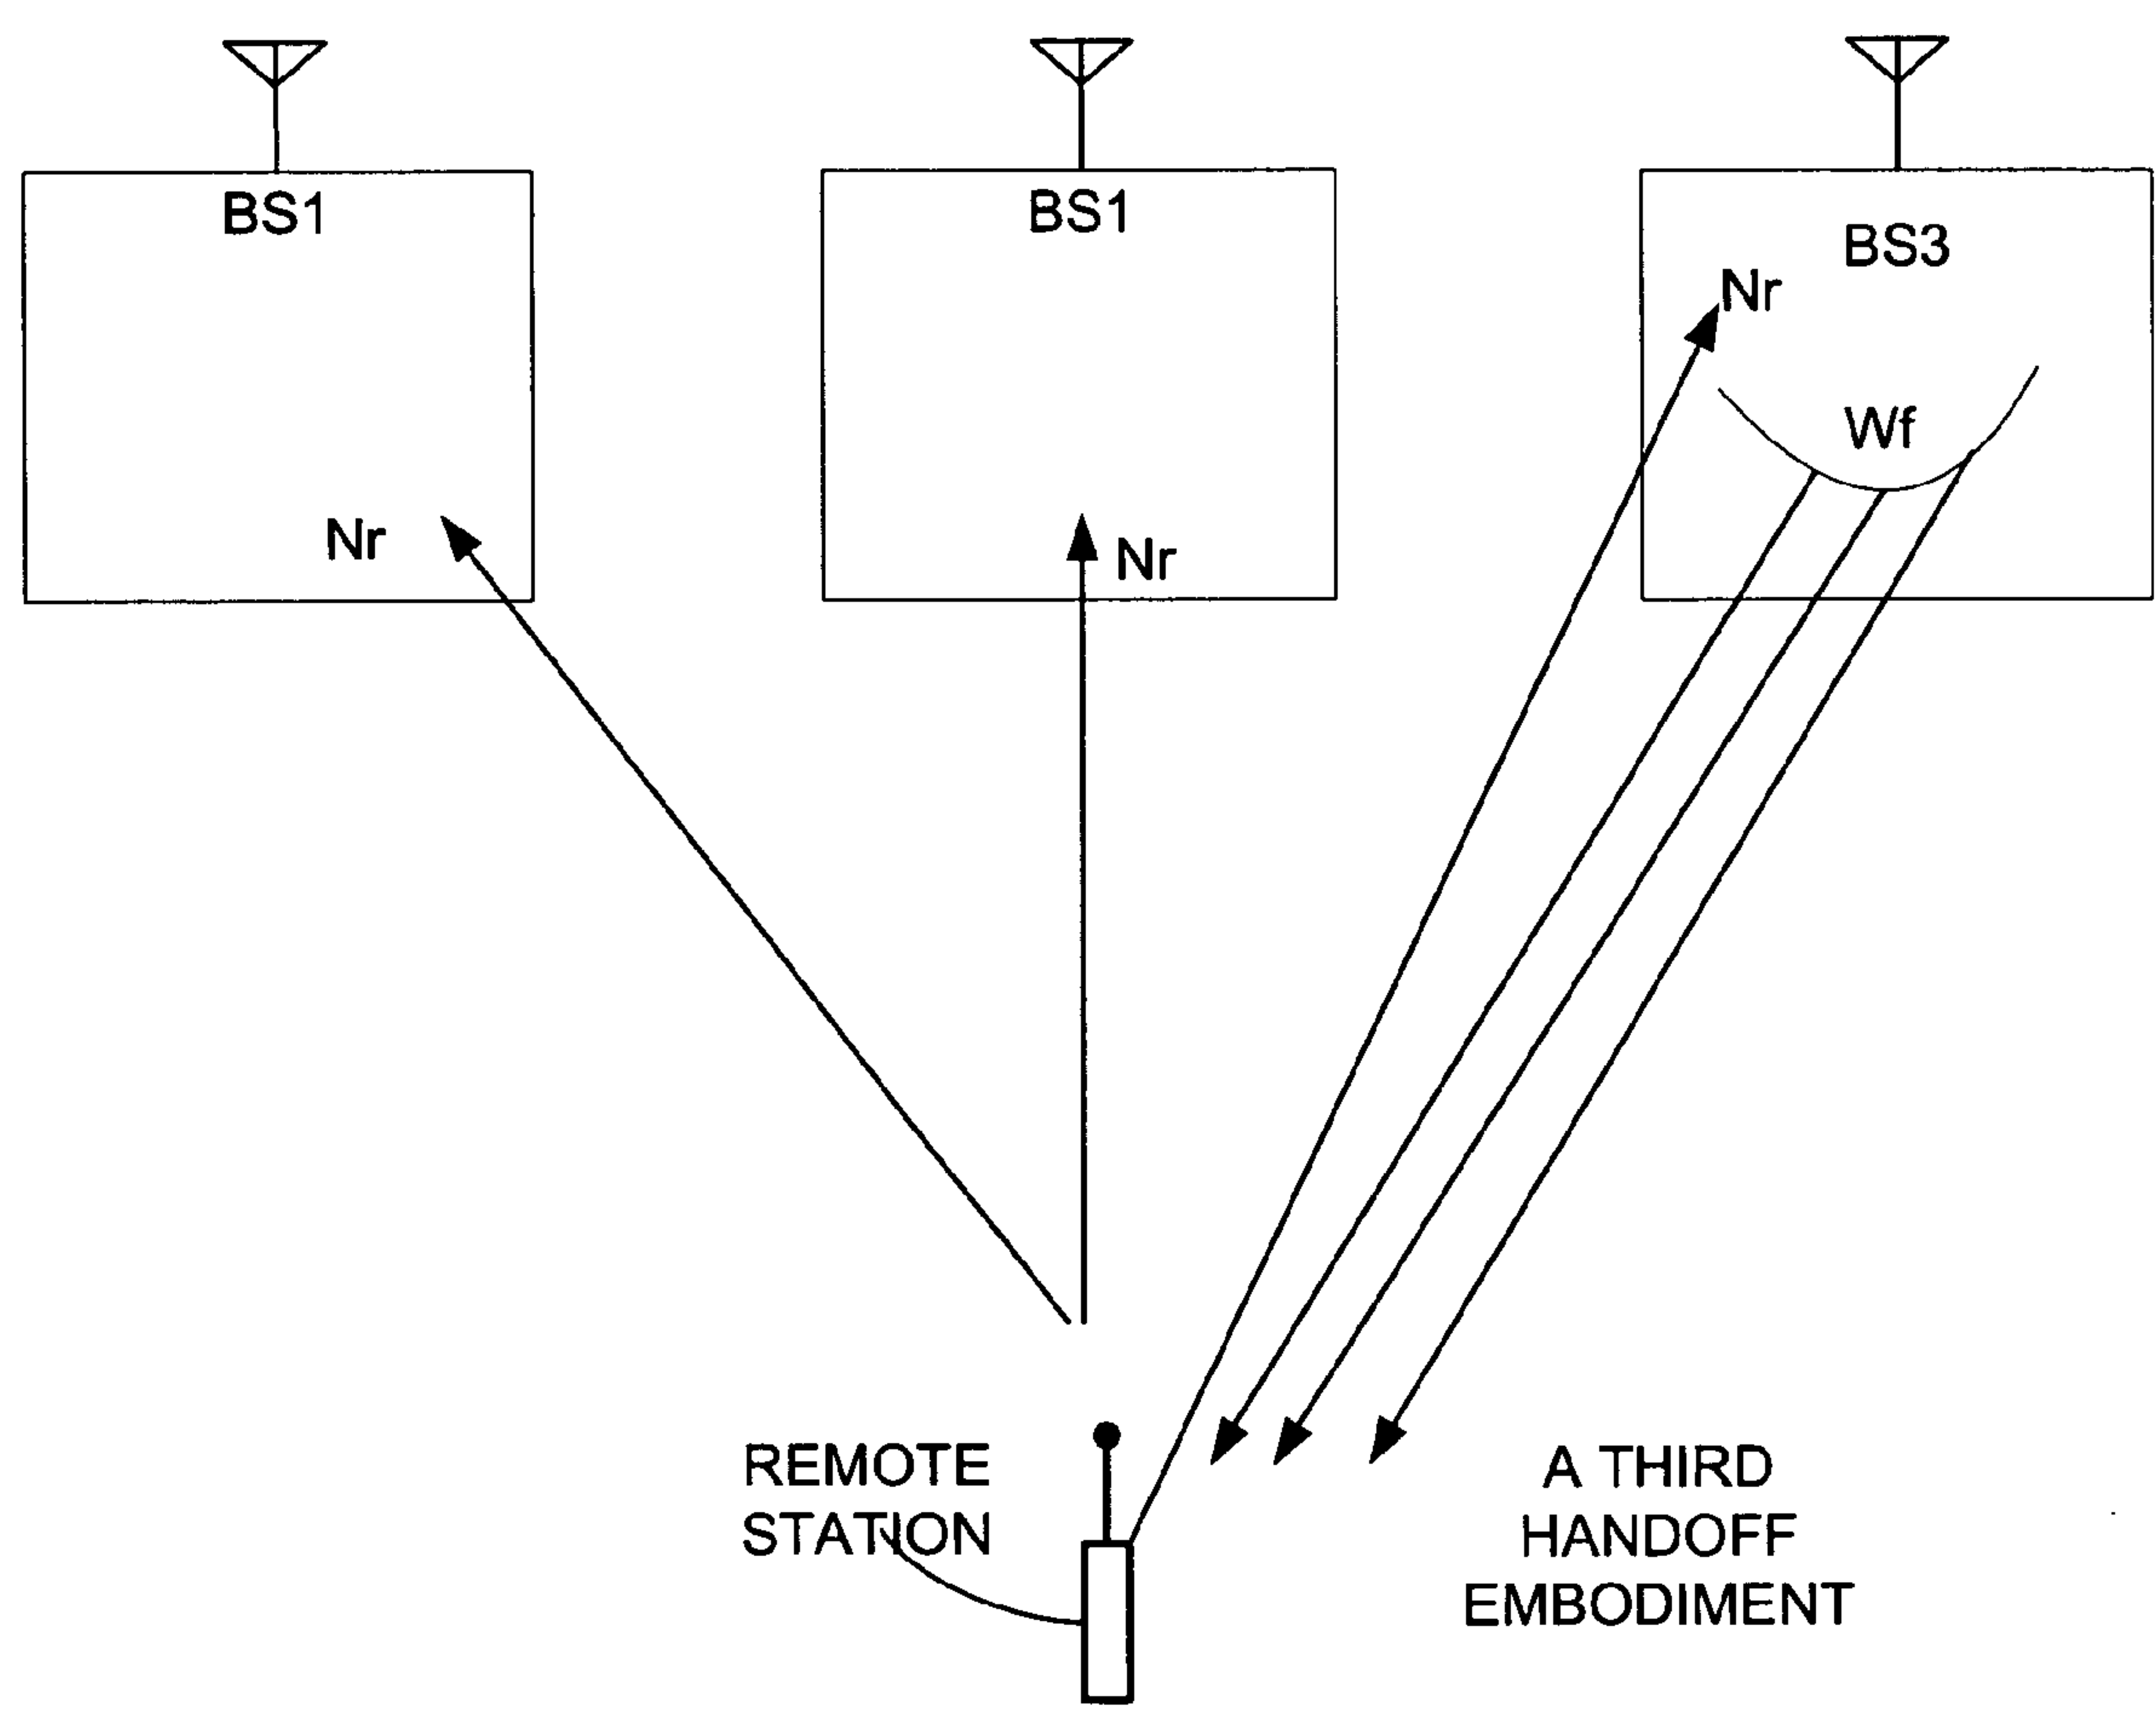 BS1
BS1
BS3
Nr
Wf
Nr
Nr
REMOTE
STATION
A THIRD
HANDOFF
EMBODIMENT